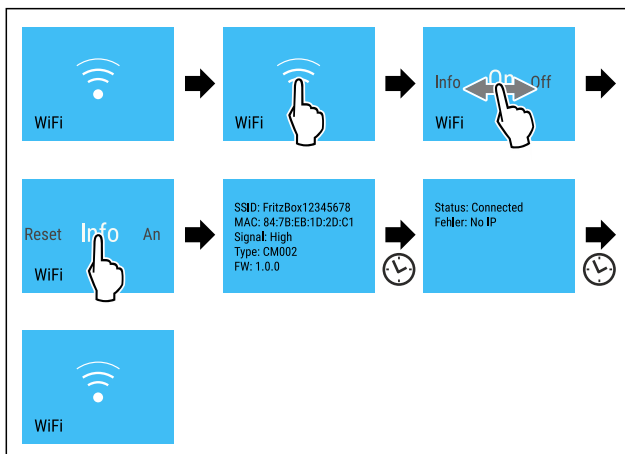 WiFi
WiFi
Info On Off
WiFi
Reset Info An
WiFi
SSID: FritzBox12345678
MAC: 84:7B:EB:1D:2D:C1
Signal: High
Type: CM002
FW: 1.0.0
Status: Connected
Fehler: No IP
WiFi